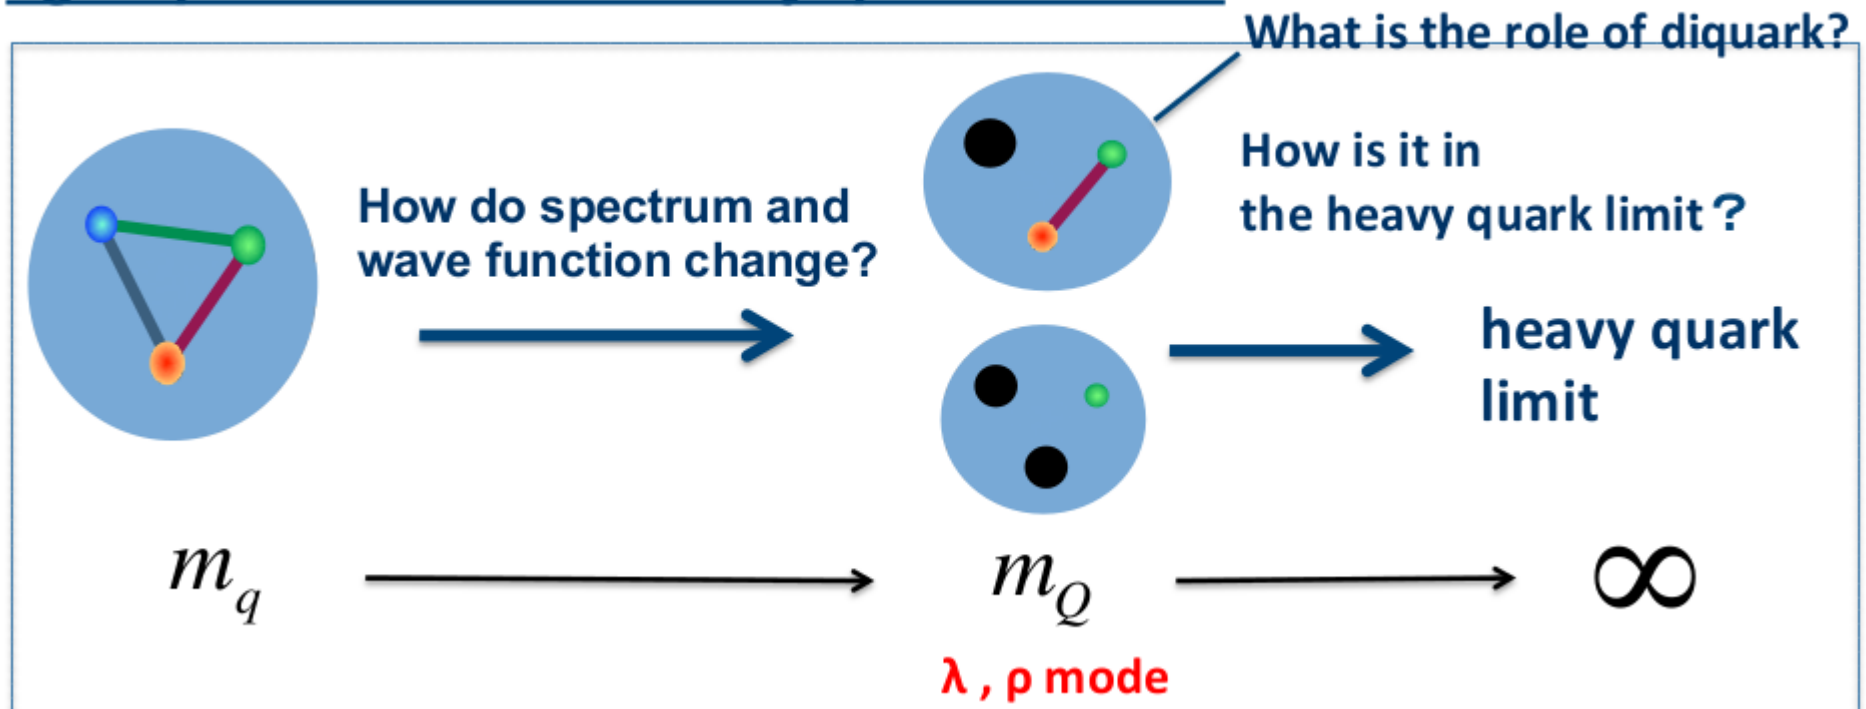 What is the role of diquark?
How is it in
the heavy quark limit？
How do spectrum and
wave function change?
heavy quark
limit
m_q
m_Q
∞
λ , ρ mode